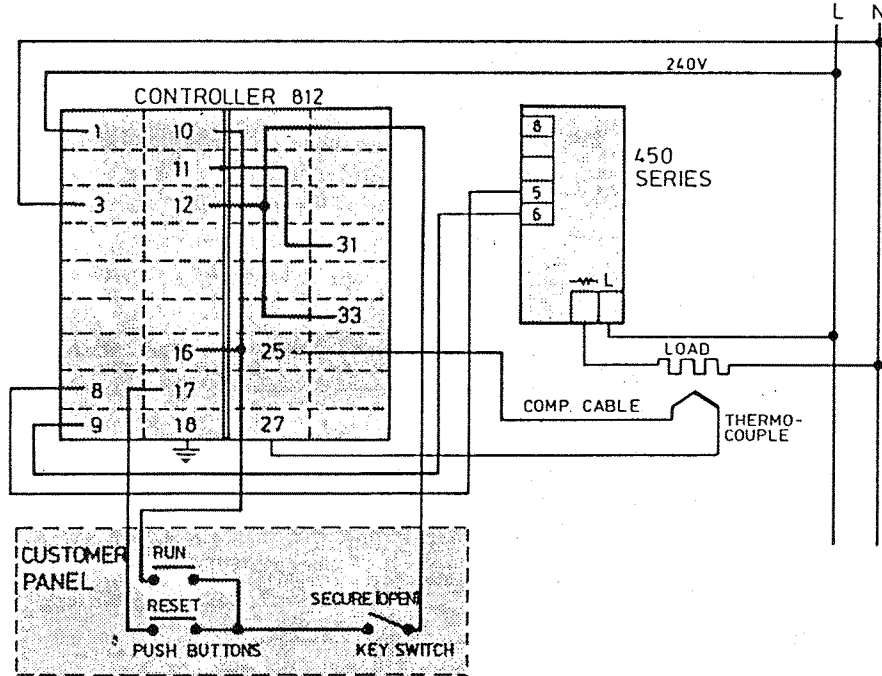 L N
240V
CONTROLLER 812
1 10
8
11
450
SERIES
3 12
5
6
31
33
L
16 25
LOAD
8 17
COMP. CABLE
THERMO-
COUPLE
9 18 27
CUSTOMER
PANEL
RUN
RESET
SECURE (OPEN)
PUSH BUTTONS
KEY SWITCH